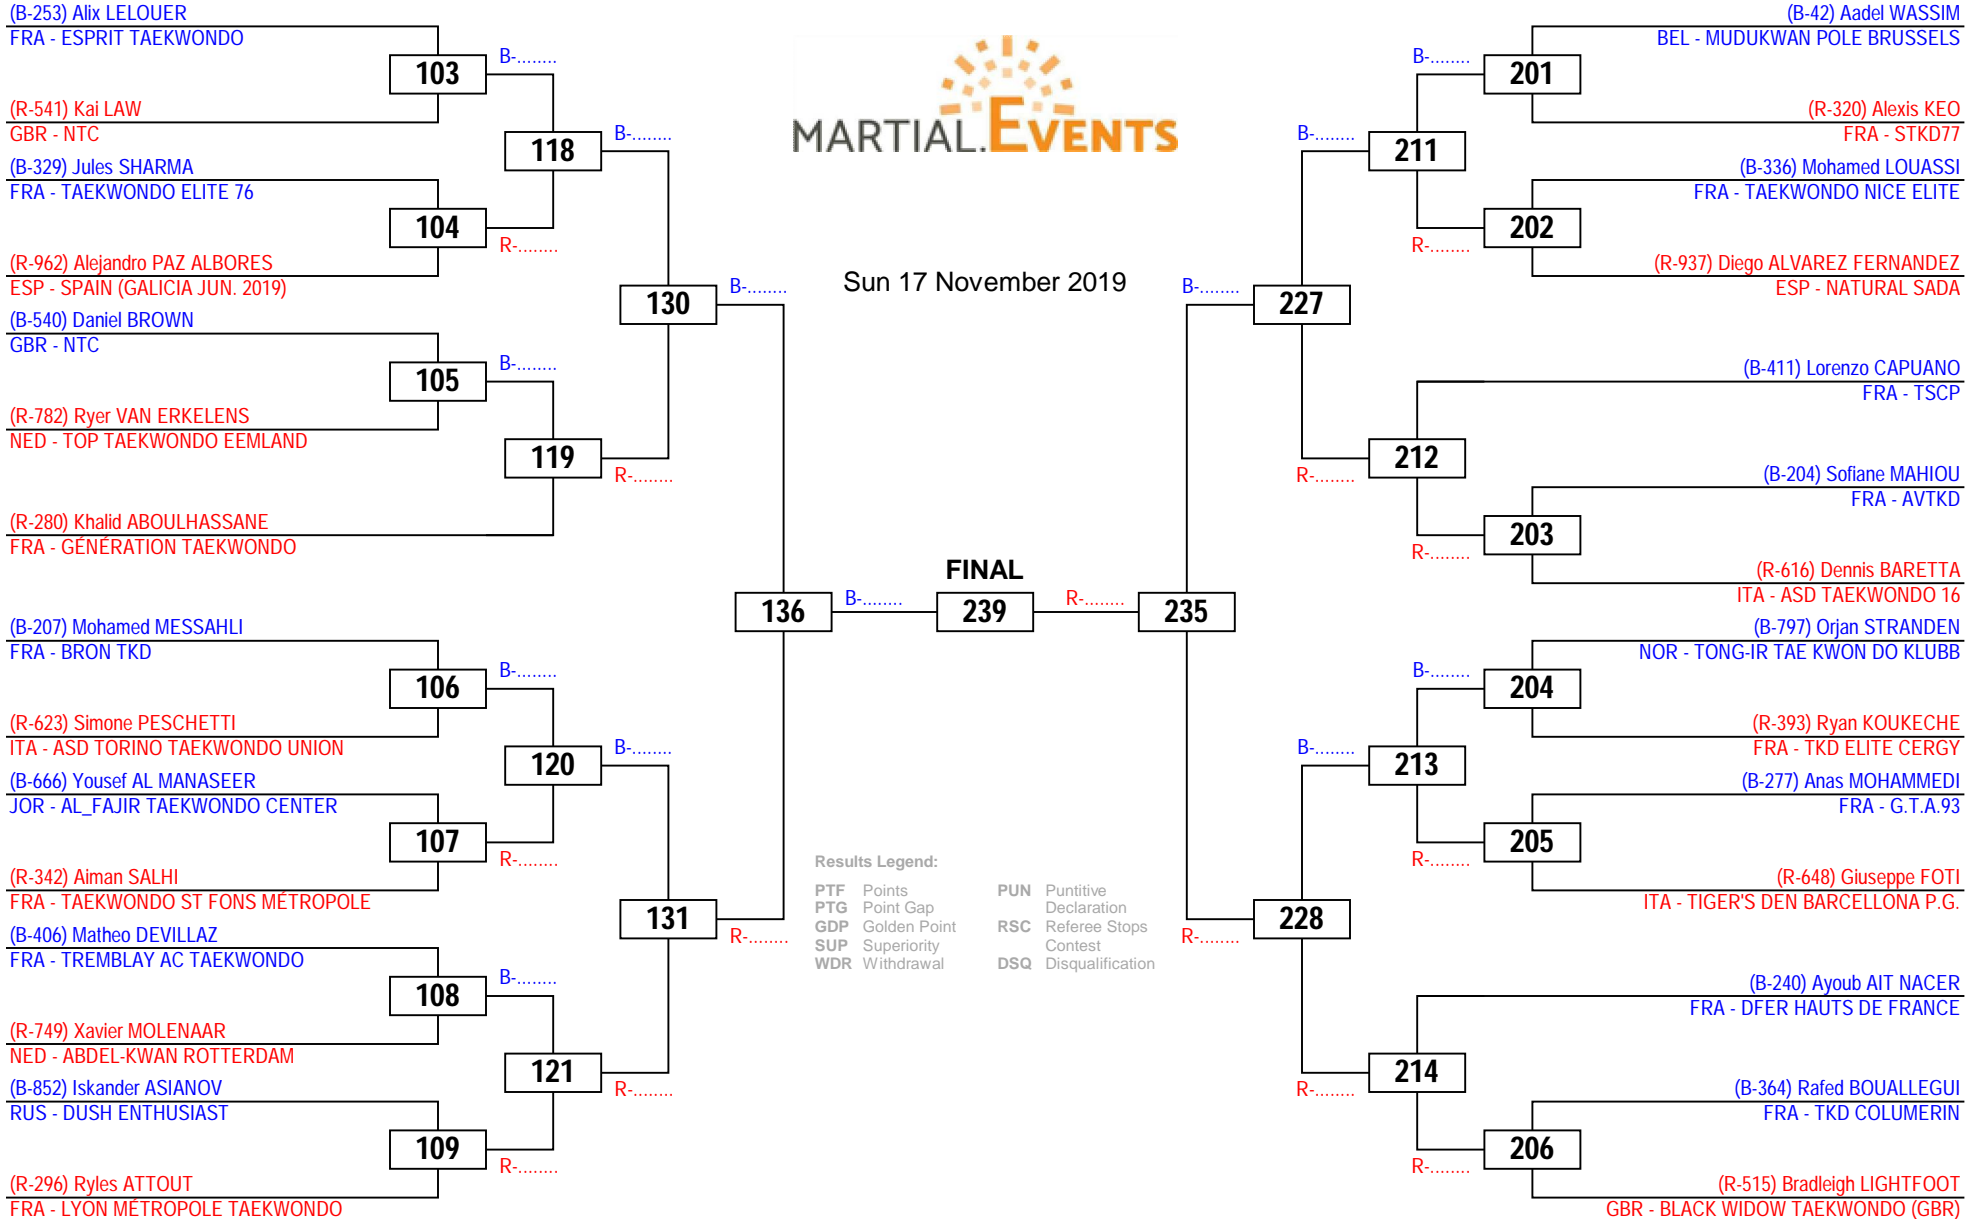 (B-253) Alix LELOUER
FRA - ESPRIT TAEKWONDO
103
B-........
(R-541) Kai LAW
GBR - NTC
118
B-........
(B-329) Jules SHARMA
FRA - TAEKWONDO ELITE 76
104
R-........
(R-962) Alejandro PAZ ALBORES
ESP - SPAIN (GALICIA JUN. 2019)
130
B-........
(B-540) Daniel BROWN
GBR - NTC
105
B-........
(R-782) Ryer VAN ERKELENS
NED - TOP TAEKWONDO EEMLAND
119
R-........
(R-280) Khalid ABOULHASSANE
FRA - GÉNÉRATION TAEKWONDO
136
B-........
(B-207) Mohamed MESSAHLI
FRA - BRON TKD
106
B-........
(R-623) Simone PESCHETTI
ITA - ASD TORINO TAEKWONDO UNION
120
B-........
(B-666) Yousef AL MANASEER
JOR - AL_FAJIR TAEKWONDO CENTER
107
R-........
(R-342) Aiman SALHI
FRA - TAEKWONDO ST FONS MÉTROPOLE
131
R-........
(B-406) Matheo DEVILLAZ
FRA - TREMBLAY AC TAEKWONDO
108
B-........
(R-749) Xavier MOLENAAR
NED - ABDEL-KWAN ROTTERDAM
121
R-........
(B-852) Iskander ASIANOV
RUS - DUSH ENTHUSIAST
109
R-........
(R-296) Ryles ATTOUT
FRA - LYON MÉTROPOLE TAEKWONDO
MARTIAL.EVENTS
Sun 17 November 2019
FINAL
239
Results Legend:
PTF Points
PTG Point Gap
GDP Golden Point
SUP Superiority
WDR Withdrawal
PUN Puntitive
Declaration
RSC Referee Stops
Contest
DSQ Disqualification
(B-42) Aadel WASSIM
BEL - MUDUKWAN POLE BRUSSELS
B-........
201
(R-320) Alexis KEO
FRA - STKD77
B-........
211
(B-336) Mohamed LOUASSI
FRA - TAEKWONDO NICE ELITE
R-........
202
(R-937) Diego ALVAREZ FERNANDEZ
ESP - NATURAL SADA
B-........
227
(B-411) Lorenzo CAPUANO
FRA - TSCP
R-........
212
(B-204) Sofiane MAHIOU
FRA - AVTKD
R-........
203
(R-616) Dennis BARETTA
ITA - ASD TAEKWONDO 16
R-........
235
(B-797) Orjan STRANDEN
NOR - TONG-IR TAE KWON DO KLUBB
B-........
204
(R-393) Ryan KOUKECHE
FRA - TKD ELITE CERGY
B-........
213
(B-277) Anas MOHAMMEDI
FRA - G.T.A.93
R-........
205
(R-648) Giuseppe FOTI
ITA - TIGER'S DEN BARCELLONA P.G.
R-........
228
(B-240) Ayoub AIT NACER
FRA - DFER HAUTS DE FRANCE
R-........
214
(B-364) Rafed BOUALLEGUI
FRA - TKD COLUMERIN
R-........
206
(R-515) Bradleigh LIGHTFOOT
GBR - BLACK WIDOW TAEKWONDO (GBR)